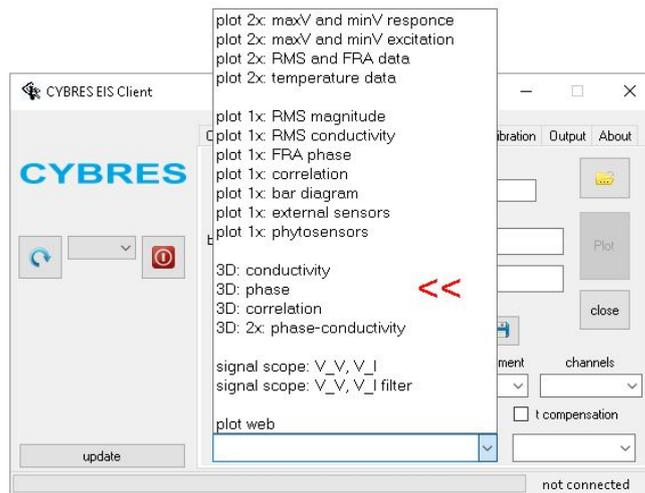 plot 2x: maxV and minV responce
plot 2x: maxV and minV excitation
plot 2x: RMS and FRA data
plot 2x: temperature data
CYBRES EIS Client
plot 1x: RMS magnitude
plot 1x: RMS conductivity
plot 1x: FRA phase
plot 1x: correlation
plot 1x: bar diagram
plot 1x: external sensors
plot 1x: phytosensors
Output
About
CYBRES
Plot
3D: conductivity
3D: phase
3D: correlation
3D: 2x: phase-conductivity
<<
close
signal scope: V_V, V_I
signal scope: V_V, V_I filter
channels
t compensation
plot web
update
not connected